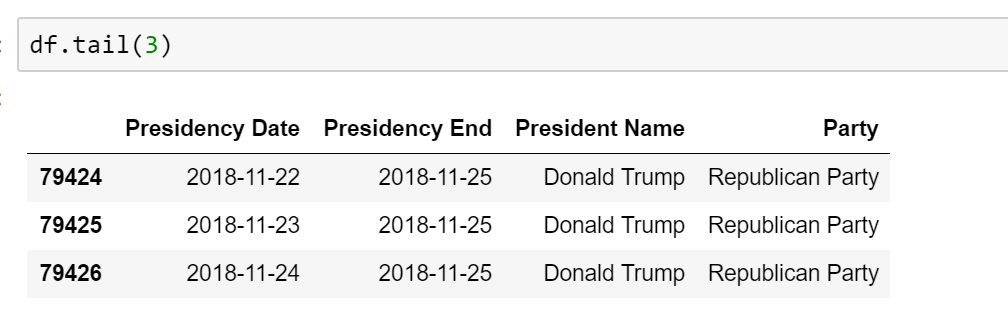 df.tail(3)
Presidency Date Presidency End President Name Party
79424 2018-11-22 2018-11-25 Donald Trump Republican Party
79425 2018-11-23 2018-11-25 Donald Trump Republican Party
79426 2018-11-24 2018-11-25 Donald Trump Republican Party